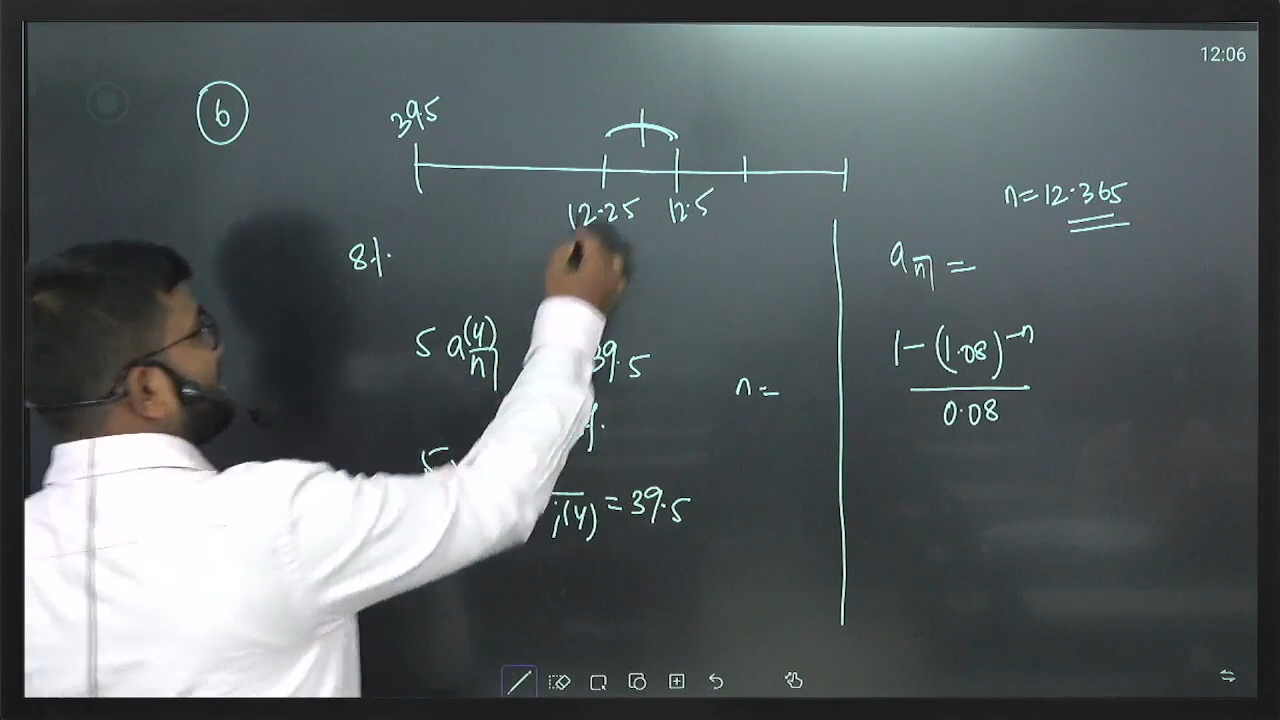 12:06
6
39.5
12.25 12.5
n=12.365
8%
a n =
5 a (4) n 39.5
n =
1-(1.08)^-n
0.08
5
i(4) = 39.5